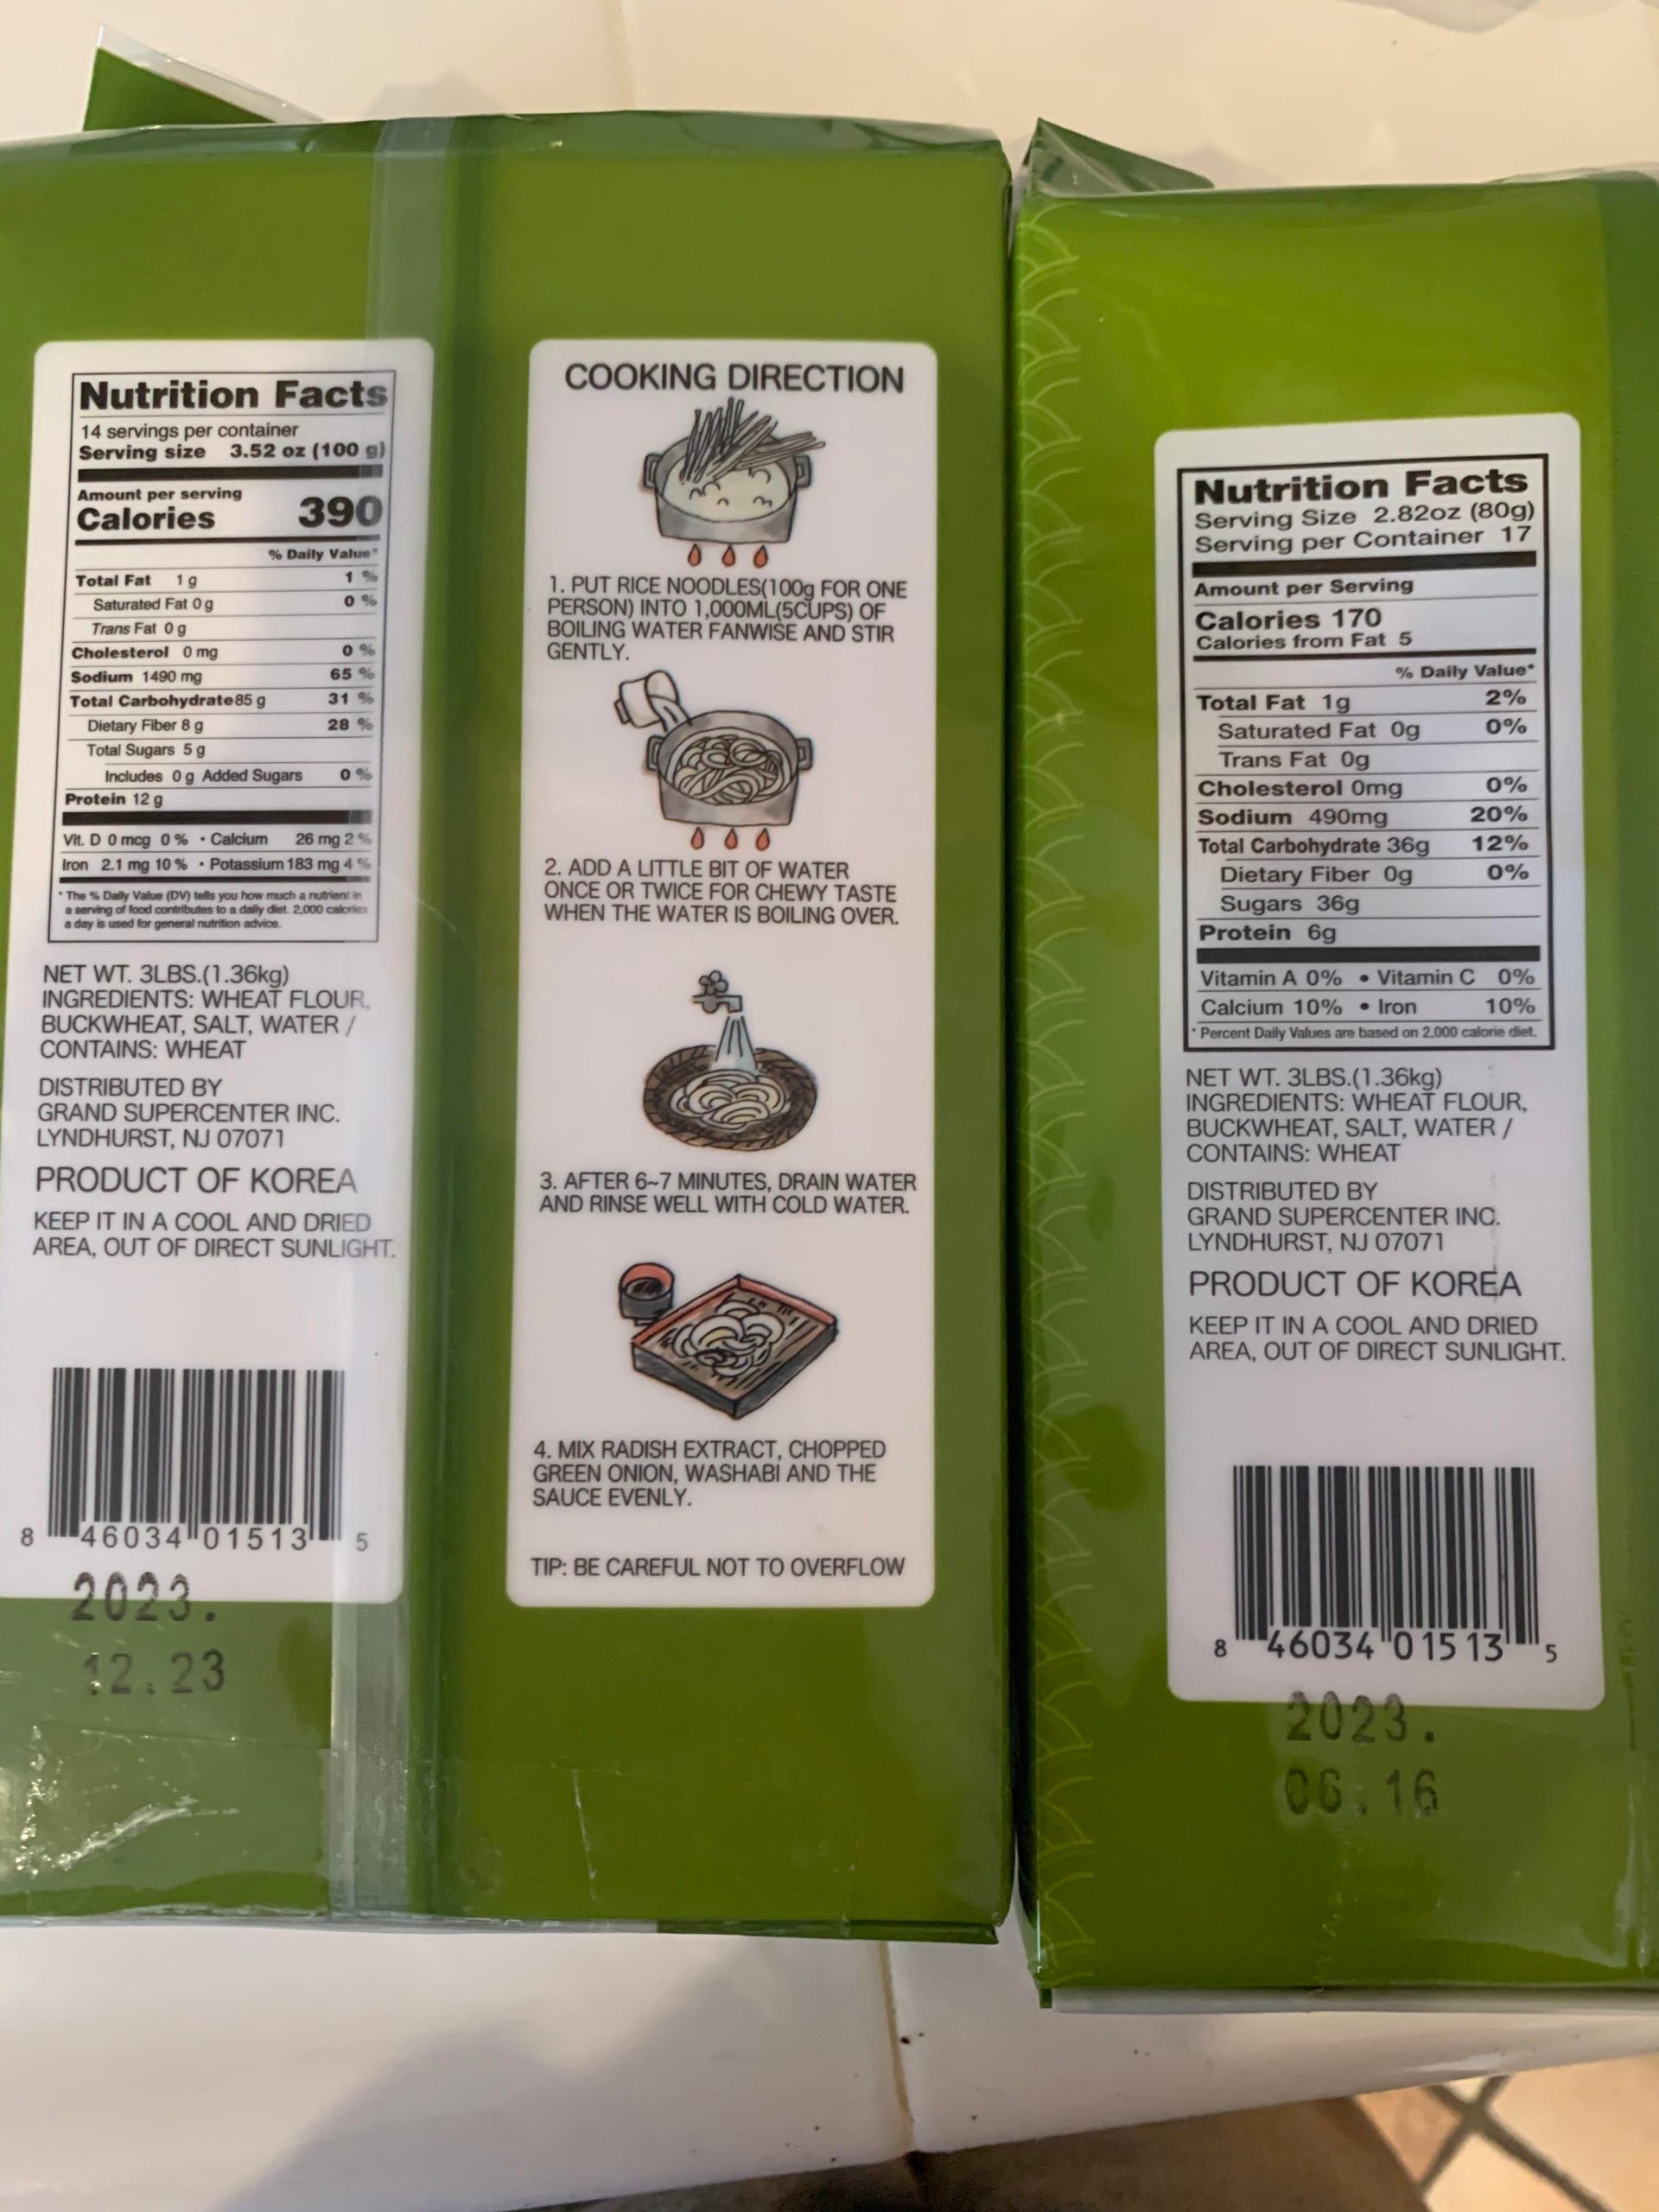 Nutrition Facts
14 servings per container
Serving size 3.52 oz (100 g)
Amount per serving
Calories 390
% Daily Value*
Total Fat 1 g 1 %
Saturated Fat 0 g 0 %
Trans Fat 0 g
Cholesterol 0 mg 0 %
Sodium 1490 mg 65 %
Total Carbohydrate 85 g 31 %
Dietary Fiber 8 g 28 %
Total Sugars 5 g
Includes 0 g Added Sugars 0 %
Protein 12 g
Vit. D 0 mcg 0 % • Calcium 26 mg 2 %
Iron 2.1 mg 10 % • Potassium 183 mg 4 %
* The % Daily Value (DV) tells you how much a nutrient in
a serving of food contributes to a daily diet. 2,000 calories
a day is used for general nutrition advice.
NET WT. 3LBS.(1.36kg)
INGREDIENTS: WHEAT FLOUR,
BUCKWHEAT, SALT, WATER /
CONTAINS: WHEAT
DISTRIBUTED BY
GRAND SUPERCENTER INC.
LYNDHURST, NJ 07071
PRODUCT OF KOREA
KEEP IT IN A COOL AND DRIED
AREA, OUT OF DIRECT SUNLIGHT.
8 46034 01513 5
2023.
12.23
COOKING DIRECTION
1. PUT RICE NOODLES(100g FOR ONE
PERSON) INTO 1,000ML(5CUPS) OF
BOILING WATER FANWISE AND STIR
GENTLY.
2. ADD A LITTLE BIT OF WATER
ONCE OR TWICE FOR CHEWY TASTE
WHEN THE WATER IS BOILING OVER.
3. AFTER 6~7 MINUTES, DRAIN WATER
AND RINSE WELL WITH COLD WATER.
4. MIX RADISH EXTRACT, CHOPPED
GREEN ONION, WASHABI AND THE
SAUCE EVENLY.
TIP: BE CAREFUL NOT TO OVERFLOW
Nutrition Facts
Serving Size 2.82oz (80g)
Serving per Container 17
Amount per Serving
Calories 170
Calories from Fat 5
% Daily Value*
Total Fat 1g 2%
Saturated Fat 0g 0%
Trans Fat 0g
Cholesterol 0mg 0%
Sodium 490mg 20%
Total Carbohydrate 36g 12%
Dietary Fiber 0g 0%
Sugars 36g
Protein 6g
Vitamin A 0% • Vitamin C 0%
Calcium 10% • Iron 10%
* Percent Daily Values are based on 2,000 calorie diet.
NET WT. 3LBS.(1.36kg)
INGREDIENTS: WHEAT FLOUR,
BUCKWHEAT, SALT, WATER /
CONTAINS: WHEAT
DISTRIBUTED BY
GRAND SUPERCENTER INC.
LYNDHURST, NJ 07071
PRODUCT OF KOREA
KEEP IT IN A COOL AND DRIED
AREA, OUT OF DIRECT SUNLIGHT.
8 46034 01513 5
2023.
06.16